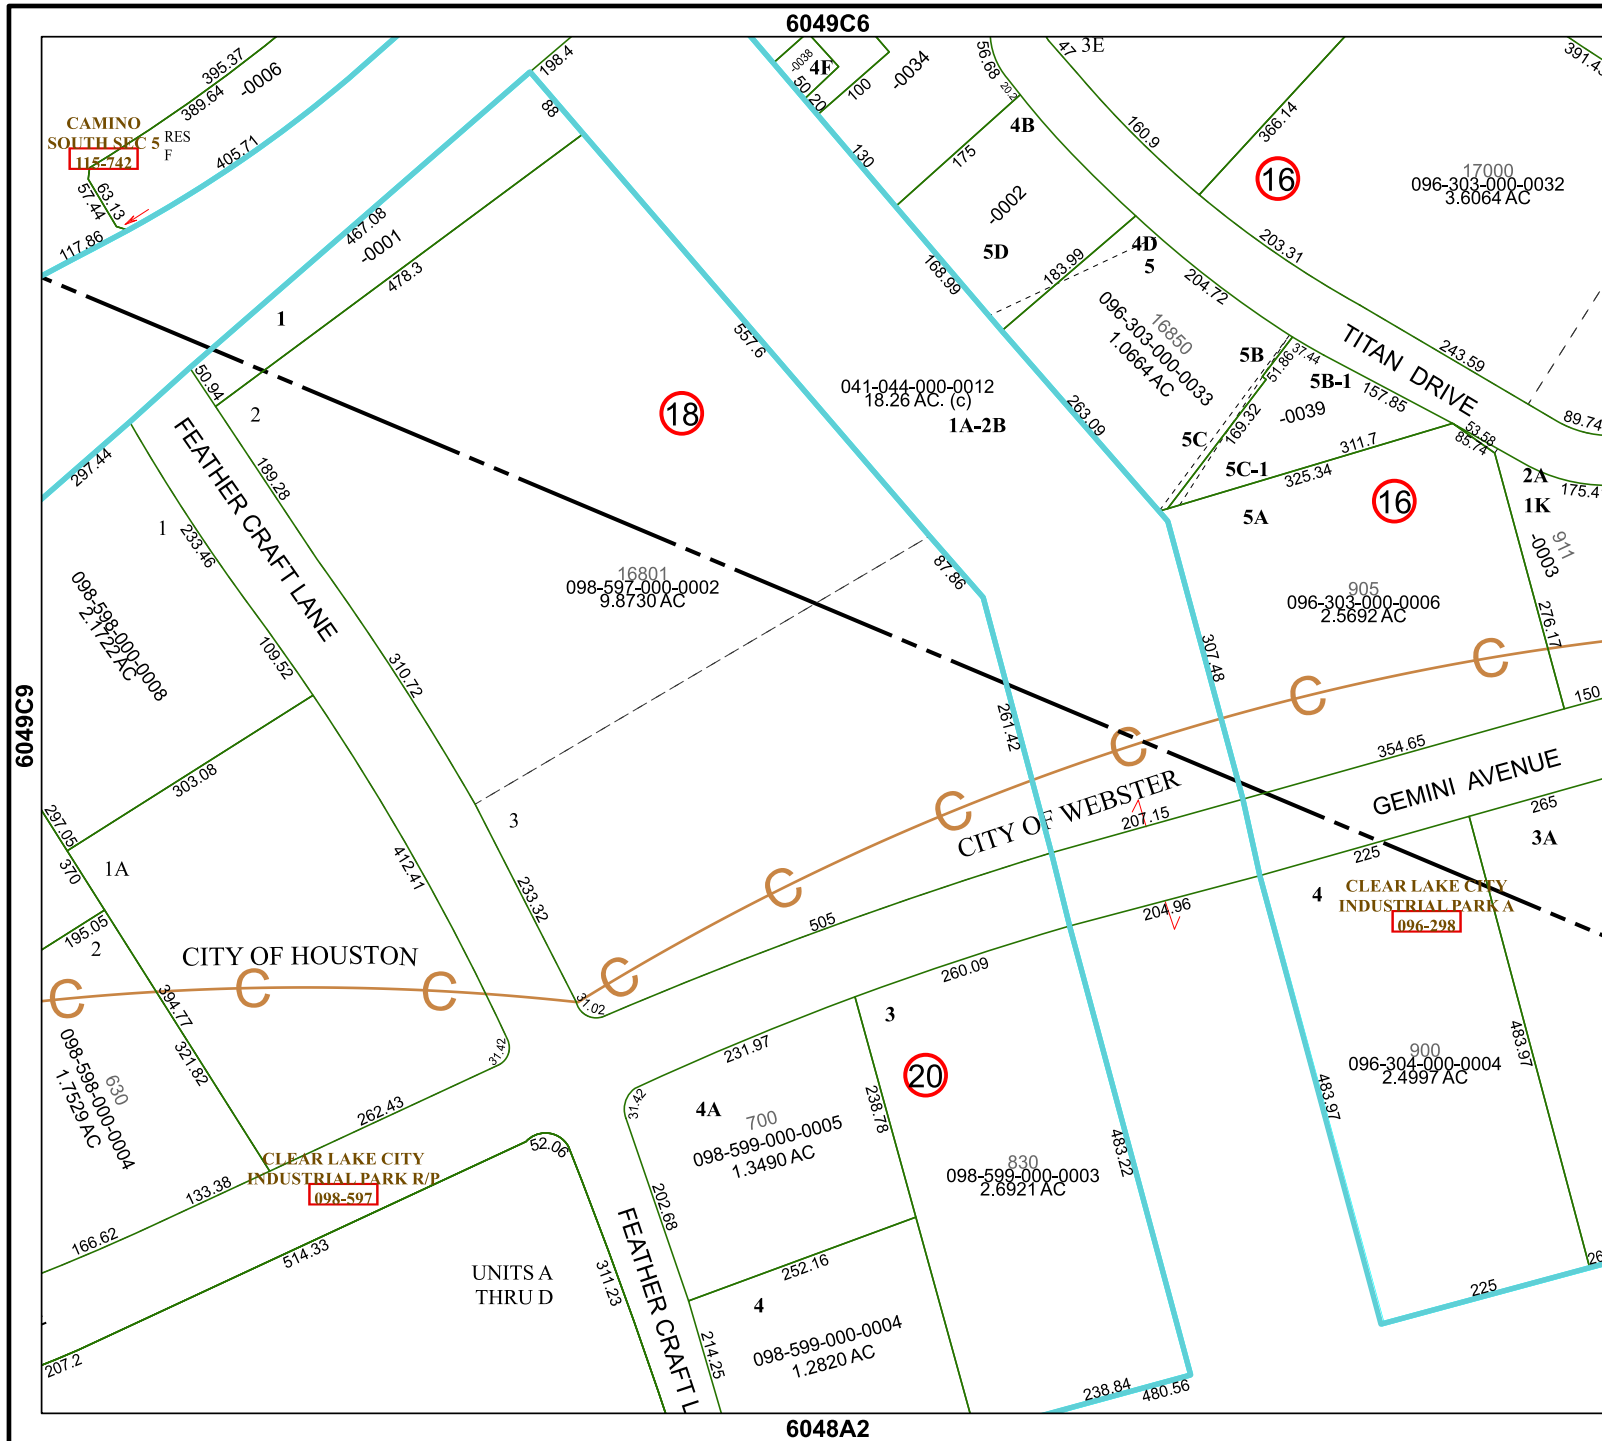 6049C6
395.37
389.64
-0006
198.4
88
-0038
4F
50.20
100
-0034
56.68
20.2
47
3E
391.43
CAMINO
SOUTH SEC 5
115-742
RES
F
405.71
63.13
57.44
117.86
467.08
-0001
478.3
130
175
4B
160.9
366.14
16
17000
096-303-000-0032
3.6064 AC
-0002
5D
168.99
183.99
4D
5
204.72
203.31
1
50.94
2
557.6
18
041-044-000-0012
18.26 AC. (c)
1A-2B
263.09
16850
096-303-000-0033
1.0664 AC
5B
37.44
51.86
5B-1
157.85
TITAN DRIVE
243.59
89.74
169.32
-0039
5C
5C-1
311.7
325.34
53.58
85.74
2A
1K
175.4
297.44
FEATHER CRAFT LANE
189.28
1
233.46
5A
16
911
-0003
098-598-000-0008
2.1722 AC
16801
098-597-000-0002
9.8730 AC
87.86
905
096-303-000-0006
2.5692 AC
276.17
109.52
310.72
307.48
261.42
150
6049C9
303.08
354.65
GEMINI AVENUE
CITY OF WEBSTER
207.15
265
3A
297.05
370
1A
412.41
3
233.32
225
4
CLEAR LAKE CITY
INDUSTRIAL PARK A
096-298
195.05
2
CITY OF HOUSTON
505
204.96
260.09
C C C C C C C C C
394.77
321.82
31.02
31.42
231.97
3
20
238.78
483.97
900
096-304-000-0004
2.4997 AC
483.97
630
098-598-000-0004
1.7529 AC
262.43
31.42
4A
700
098-599-000-0005
1.3490 AC
483.22
52.06
CLEAR LAKE CITY
INDUSTRIAL PARK R/P
098-597
133.38
166.62
830
098-599-000-0003
2.6921 AC
202.68
514.33
252.16
UNITS A
THRU D
311.23
FEATHER CRAFT L
4
098-599-000-0004
1.2820 AC
214.25
225
26
207.2
238.84
480.56
6048A2